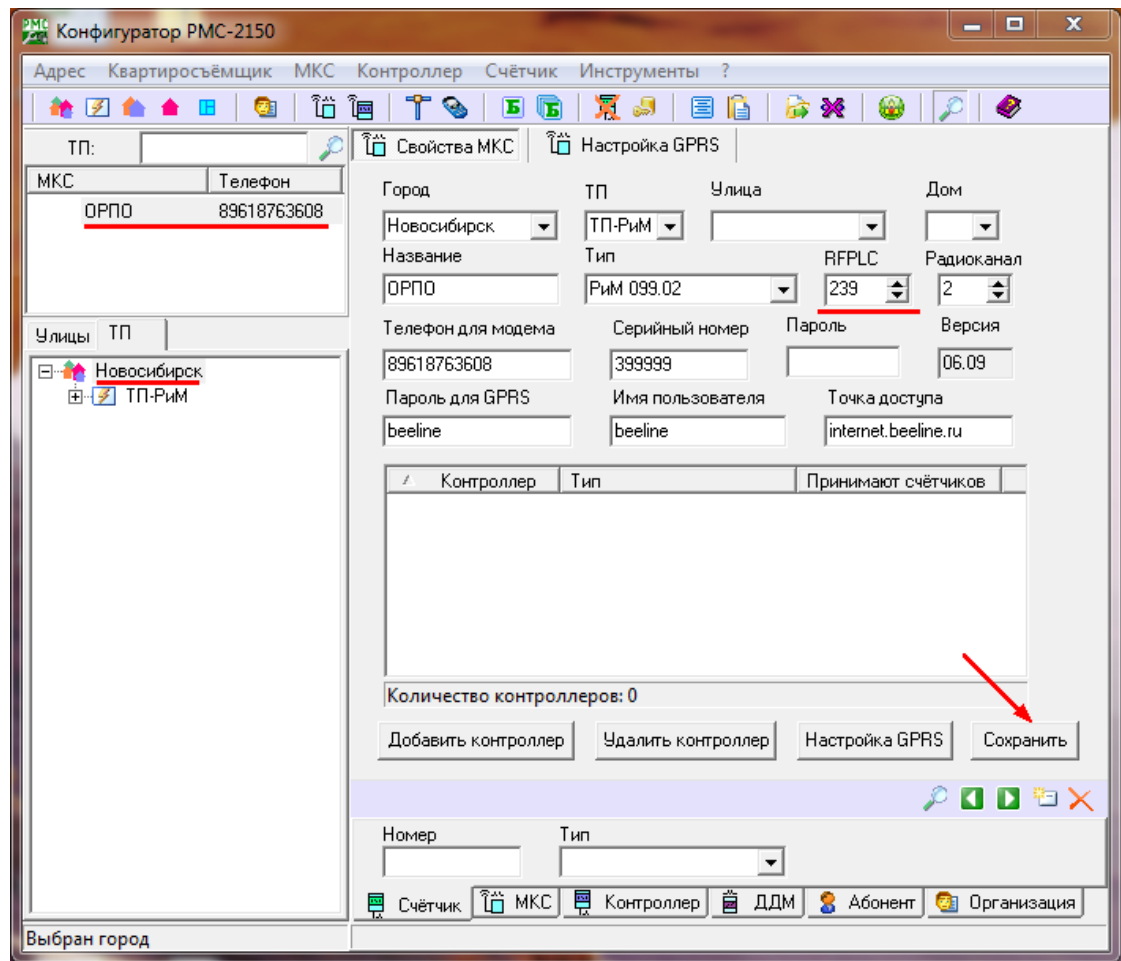 Конфигуратор РМС-2150
Адрес Квартиросъёмщик МКС Контроллер Счётчик Инструменты ?
ТП:
МКС Телефон
ОРПО 89618763608
Улицы ТП
Новосибирск
ТП-РиМ
Свойства МКС Настройка GPRS
Город ТП Улица Дом
Новосибирск ТП-РиМ
Название Тип RFPLC Радиоканал
ОРПО РиМ 099.02 239 2
Телефон для модема Серийный номер Пароль Версия
89618763608 399999 06.09
Пароль для GPRS Имя пользователя Точка доступа
beeline beeline internet.beeline.ru
Контроллер Тип Принимают счётчиков
Количество контроллеров: 0
Добавить контроллер Удалить контроллер Настройка GPRS Сохранить
Номер Тип
Счётчик МКС Контроллер ДДМ Абонент Организация
Выбран город